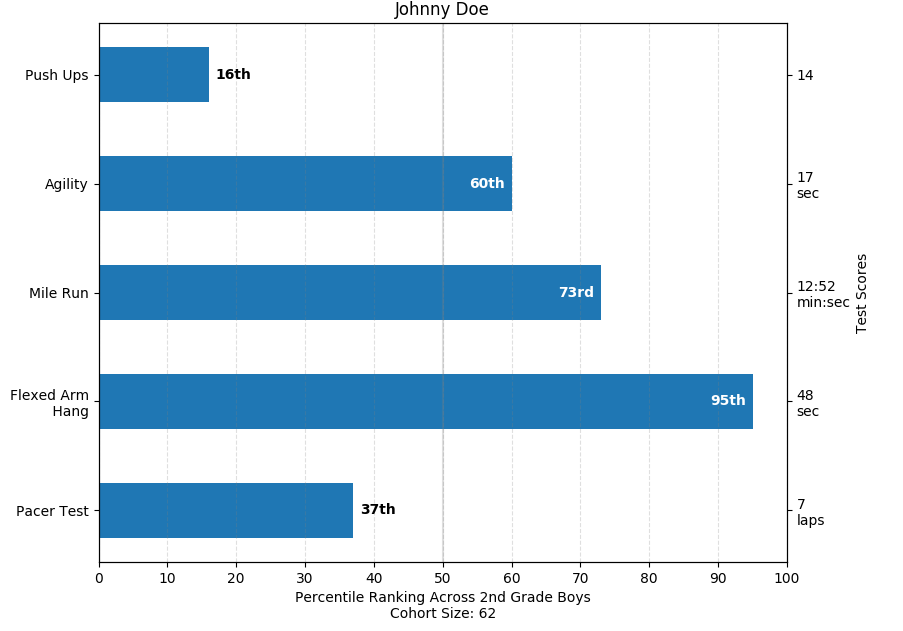 Johnny Doe
Push Ups
16th
14
Agility
60th
17
sec
Mile Run
73rd
12:52
min:sec
Test Scores
Flexed Arm
Hang
95th
48
sec
Pacer Test
37th
7
laps
0 10 20 30 40 50 60 70 80 90 100
Percentile Ranking Across 2nd Grade Boys
Cohort Size: 62